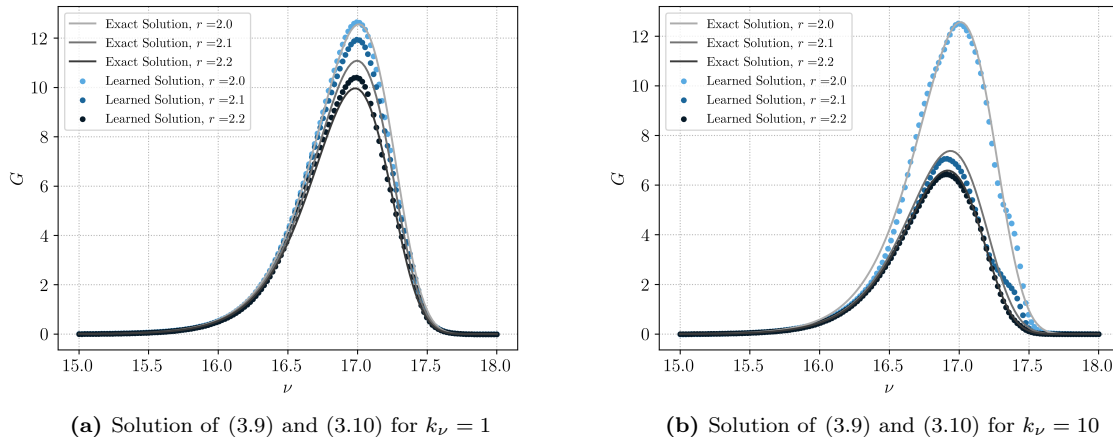 Exact Solution, r =2.0
Exact Solution, r =2.1
Exact Solution, r =2.2
Learned Solution, r =2.0
Learned Solution, r =2.1
Learned Solution, r =2.2
12
10
8
6
4
2
0
G
15.0 15.5 16.0 16.5 17.0 17.5 18.0
ν
(a) Solution of (3.9) and (3.10) for kν = 1
Exact Solution, r =2.0
Exact Solution, r =2.1
Exact Solution, r =2.2
Learned Solution, r =2.0
Learned Solution, r =2.1
Learned Solution, r =2.2
12
10
8
6
4
2
0
G
15.0 15.5 16.0 16.5 17.0 17.5 18.0
ν
(b) Solution of (3.9) and (3.10) for kν = 10